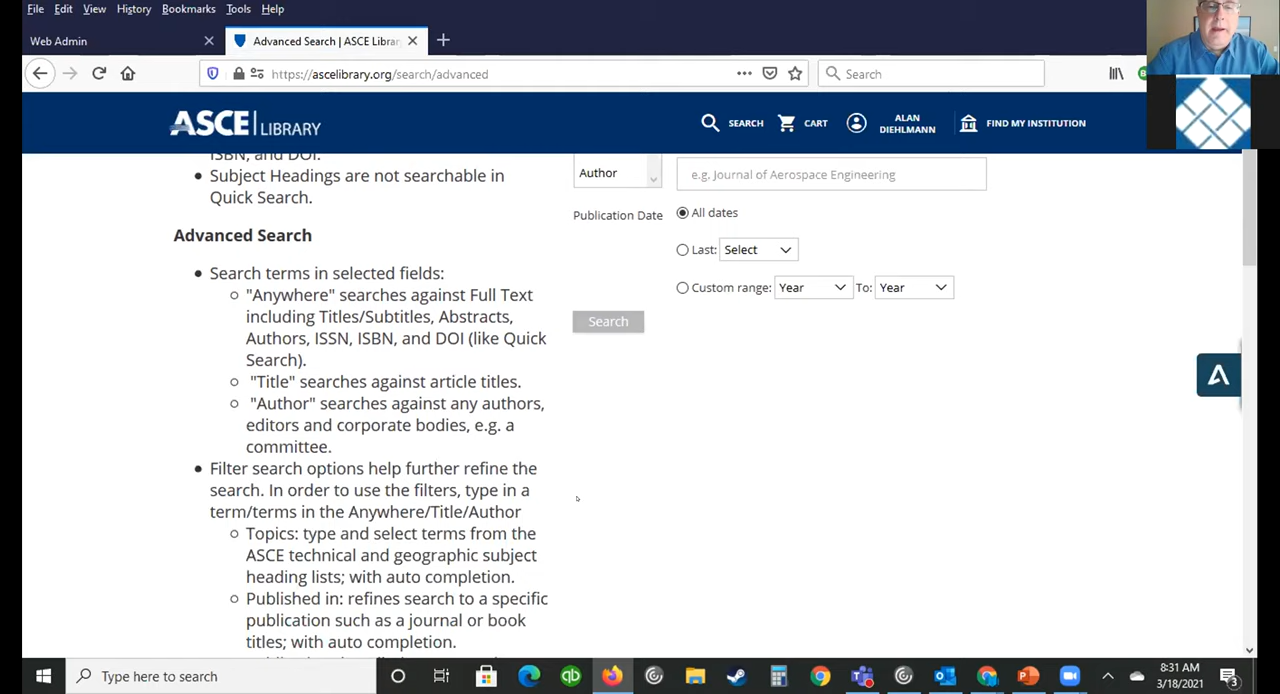 File Edit View History Bookmarks Tools Help
Web Admin
Advanced Search | ASCE Librar
https://ascelibrary.org/search/advanced
Search
ASCE | LIBRARY
SEARCH
CART
ALAN
DIEHLMANN
FIND MY INSTITUTION
ISBN, and DOI.
Subject Headings are not searchable in
Quick Search.
Advanced Search
Search terms in selected fields:
"Anywhere" searches against Full Text
including Titles/Subtitles, Abstracts,
Authors, ISSN, ISBN, and DOI (like Quick
Search).
"Title" searches against article titles.
"Author" searches against any authors,
editors and corporate bodies, e.g. a
committee.
Filter search options help further refine the
search. In order to use the filters, type in a
term/terms in the Anywhere/Title/Author
Topics: type and select terms from the
ASCE technical and geographic subject
heading lists; with auto completion.
Published in: refines search to a specific
publication such as a journal or book
titles; with auto completion.
Author
e.g. Journal of Aerospace Engineering
Publication Date
All dates
Last: Select
Custom range: Year To: Year
Search
Type here to search
8:31 AM
3/18/2021
3